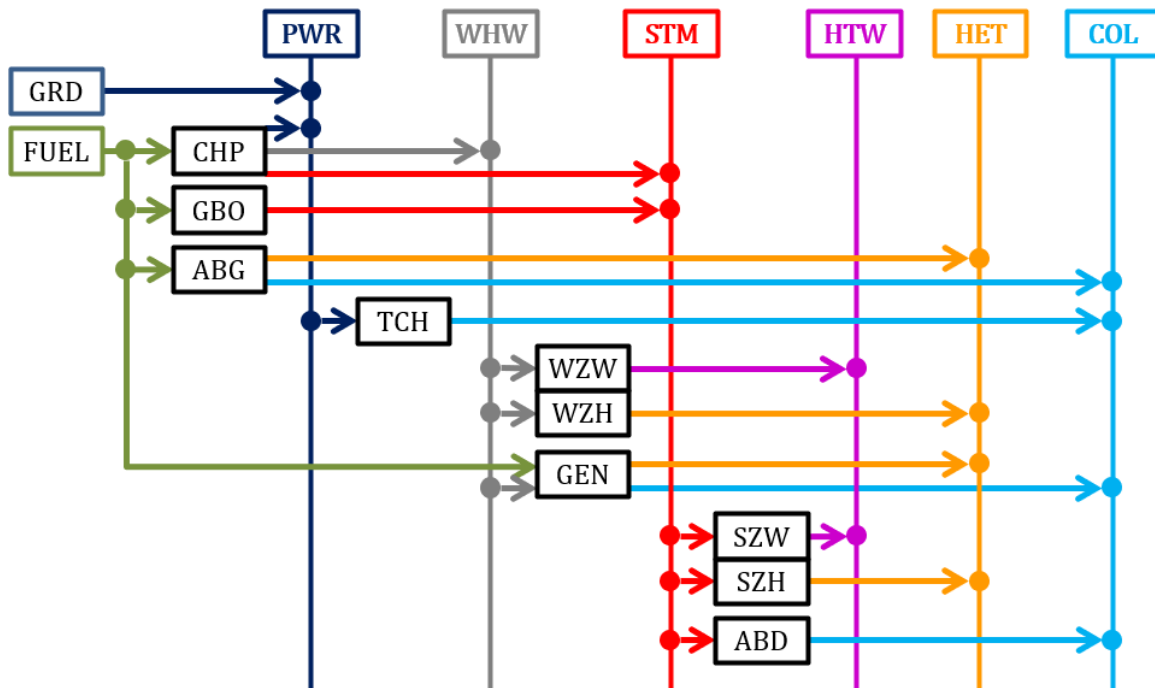 PWR WHW STM HTW HET COL
GRD
FUEL CHP
GBO
ABG
TCH
WZW
WZH
GEN
SZW
SZH
ABD